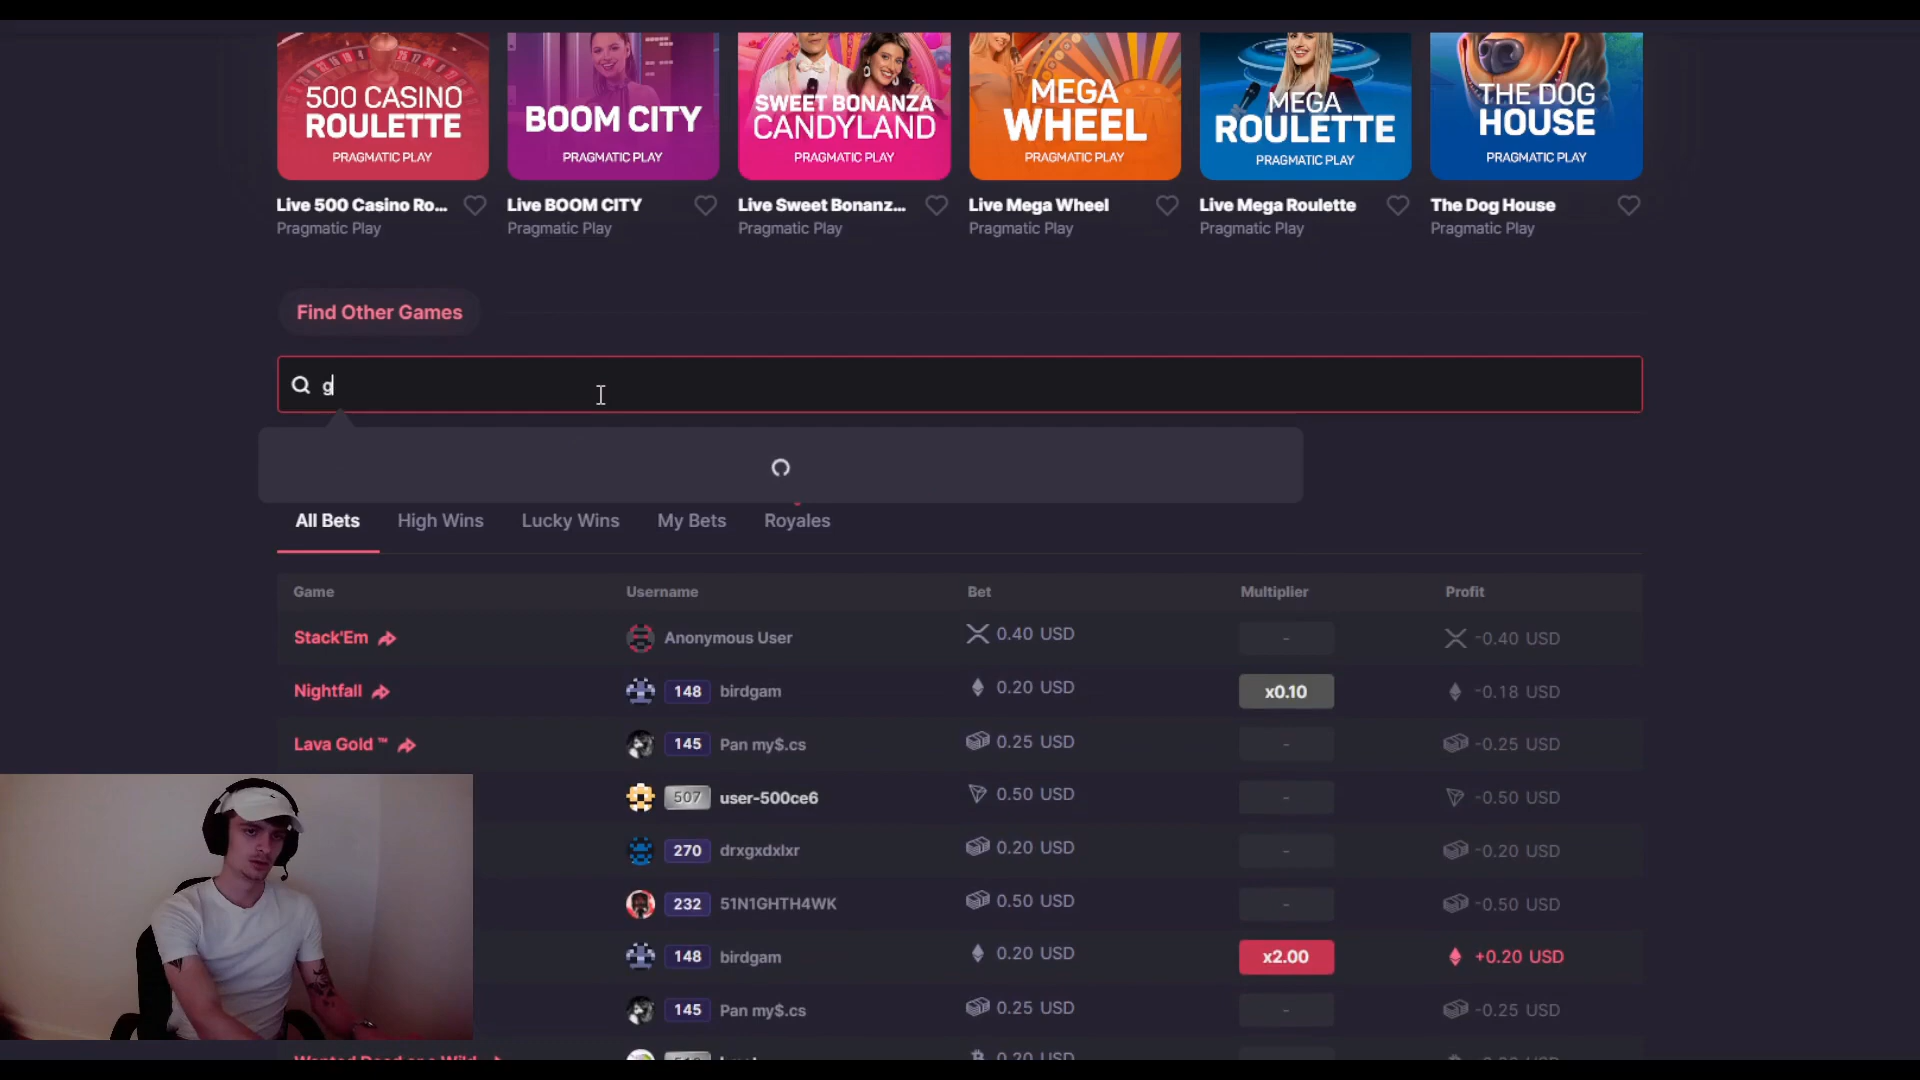 500 CASINO
ROULETTE
PRAGMATIC PLAY
BOOM CITY
PRAGMATIC PLAY
SWEET BONANZA
CANDYLAND
PRAGMATIC PLAY
MEGA
WHEEL
PRAGMATIC PLAY
MEGA
ROULETTE
PRAGMATIC PLAY
THE DOG
HOUSE
PRAGMATIC PLAY
Live 500 Casino Ro...
Pragmatic Play
Live BOOM CITY
Pragmatic Play
Live Sweet Bonanz...
Pragmatic Play
Live Mega Wheel
Pragmatic Play
Live Mega Roulette
Pragmatic Play
The Dog House
Pragmatic Play
Find Other Games
g
All Bets High Wins Lucky Wins My Bets Royales
Game Username Bet Multiplier Profit
Stack'Em Anonymous User 0.40 USD - -0.40 USD
Nightfall 148 birdgam 0.20 USD x0.10 -0.18 USD
Lava Gold ™ 145 Pan my$.cs 0.25 USD - -0.25 USD
507 user-500ce6 0.50 USD - -0.50 USD
270 drxgxdxlxr 0.20 USD - -0.20 USD
232 51N1GHTH4WK 0.50 USD - -0.50 USD
148 birdgam 0.20 USD x2.00 +0.20 USD
145 Pan my$.cs 0.25 USD - -0.25 USD
0.20 USD